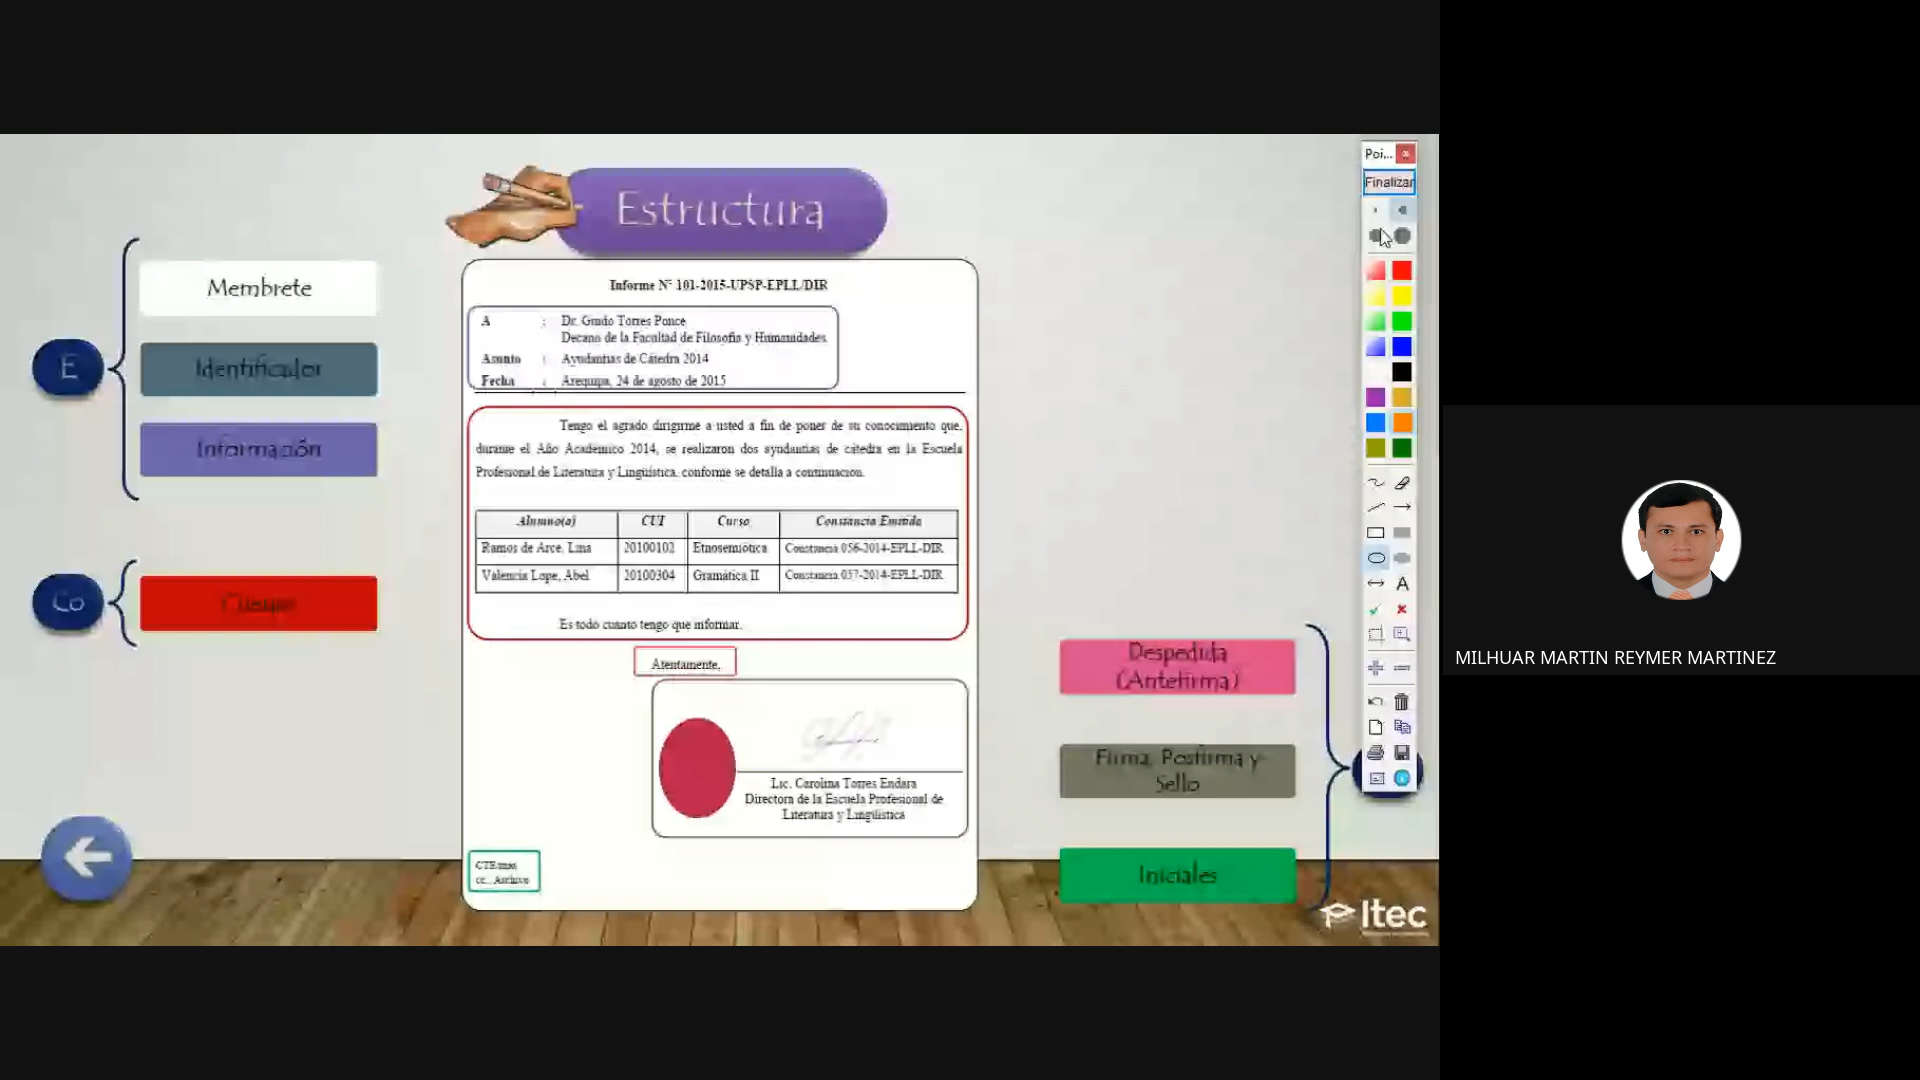 Estructura
Membrete
Identificador
Información
E
Co
Cuerpo
Informe N° 101-2015-UPSP-EPLL/DIR
A : Dr. Guido Torres Ponce
Decano de la Facultad de Filosofía y Humanidades
Asunto : Ayudantías de Cátedra 2014
Fecha : Arequipa, 24 de agosto de 2015
Tengo el agrado dirigirme a usted a fin de poner de su conocimiento que,
durante el Año Académico 2014, se realizaron dos ayudantías de cátedra en la Escuela
Profesional de Literatura y Lingüística, conforme se detalla a continuación.
Alumno(a) CUI Curso Constancia Emitida
Ramos de Arce, Lina 20100102 Etnosemiótica Constancia 056-2014-EPLL-DIR
Valencia Lope, Abel 20100304 Gramática II Constancia 057-2014-EPLL-DIR
Es todo cuanto tengo que informar.
Atentamente,
Lic. Carolina Torres Endara
Directora de la Escuela Profesional de
Literatura y Lingüística
cc. Archivo
Despedida
(Antefirma)
Firma, Posfirma y
Sello
Iniciales
Itec
Poi...
Finalizar
A
MILHUAR MARTIN REYMER MARTINEZ